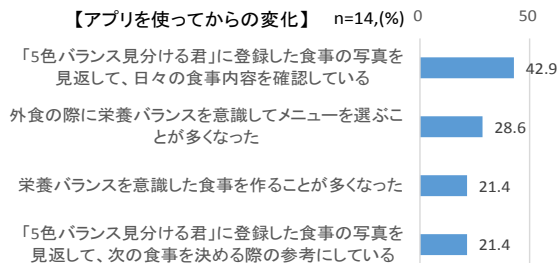 【アプリを使ってからの変化】 n=14,(%)
0 50
「5色バランス見分ける君」に登録した食事の写真を
見返して、日々の食事内容を確認している
42.9
外食の際に栄養バランスを意識してメニューを選ぶこ
とが多くなった
28.6
栄養バランスを意識した食事を作ることが多くなった
21.4
「5色バランス見分ける君」に登録した食事の写真を
見返して、次の食事を決める際の参考にしている
21.4